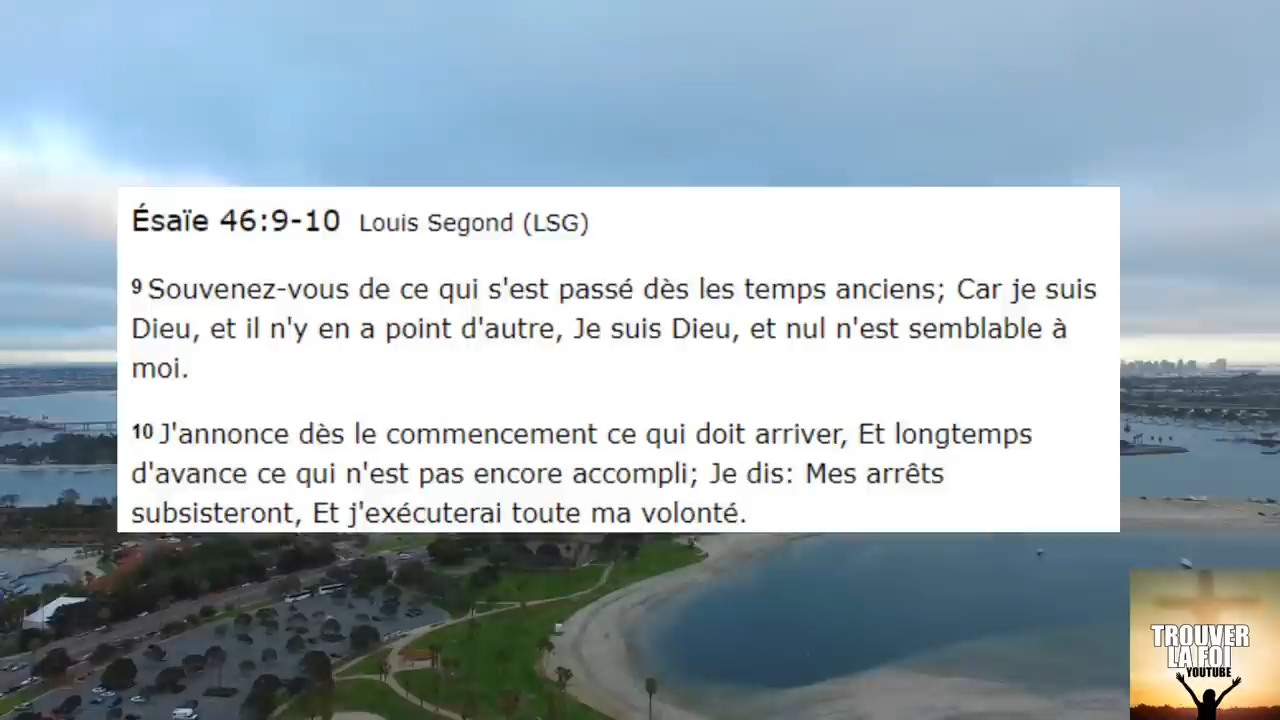 Ésaïe 46:9-10 Louis Segond (LSG)
9 Souvenez-vous de ce qui s'est passé dès les temps anciens; Car je suis
Dieu, et il n'y en a point d'autre, Je suis Dieu, et nul n'est semblable à
moi.
10 J'annonce dès le commencement ce qui doit arriver, Et longtemps
d'avance ce qui n'est pas encore accompli; Je dis: Mes arrêts
subsisteront, Et j'exécuterai toute ma volonté.
TROUVER
LA FOI
YOUTUBE